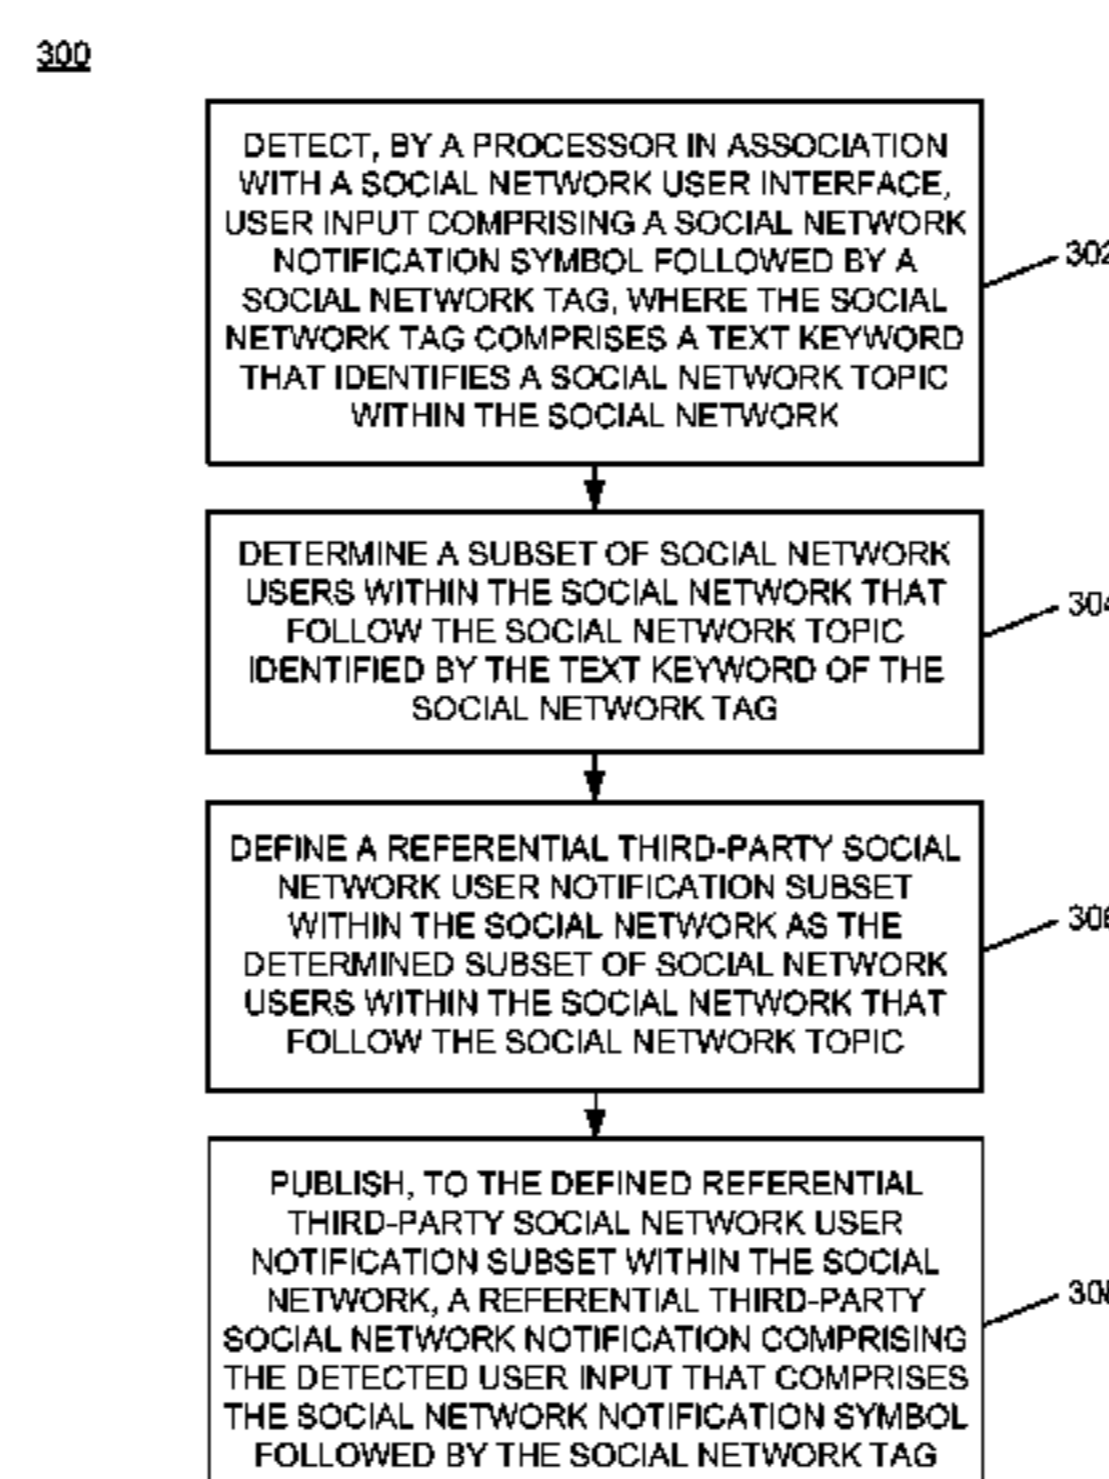 300
DETECT, BY A PROCESSOR IN ASSOCIATION
WITH A SOCIAL NETWORK USER INTERFACE,
USER INPUT COMPRISING A SOCIAL NETWORK
NOTIFICATION SYMBOL FOLLOWED BY A
SOCIAL NETWORK TAG, WHERE THE SOCIAL
NETWORK TAG COMPRISES A TEXT KEYWORD
THAT IDENTIFIES A SOCIAL NETWORK TOPIC
WITHIN THE SOCIAL NETWORK
302
DETERMINE A SUBSET OF SOCIAL NETWORK
USERS WITHIN THE SOCIAL NETWORK THAT
FOLLOW THE SOCIAL NETWORK TOPIC
IDENTIFIED BY THE TEXT KEYWORD OF THE
SOCIAL NETWORK TAG
304
DEFINE A REFERENTIAL THIRD-PARTY SOCIAL
NETWORK USER NOTIFICATION SUBSET
WITHIN THE SOCIAL NETWORK AS THE
DETERMINED SUBSET OF SOCIAL NETWORK
USERS WITHIN THE SOCIAL NETWORK THAT
FOLLOW THE SOCIAL NETWORK TOPIC
306
PUBLISH, TO THE DEFINED REFERENTIAL
THIRD-PARTY SOCIAL NETWORK USER
NOTIFICATION SUBSET WITHIN THE SOCIAL
NETWORK, A REFERENTIAL THIRD-PARTY
SOCIAL NETWORK NOTIFICATION COMPRISING
THE DETECTED USER INPUT THAT COMPRISES
THE SOCIAL NETWORK NOTIFICATION SYMBOL
FOLLOWED BY THE SOCIAL NETWORK TAG
308